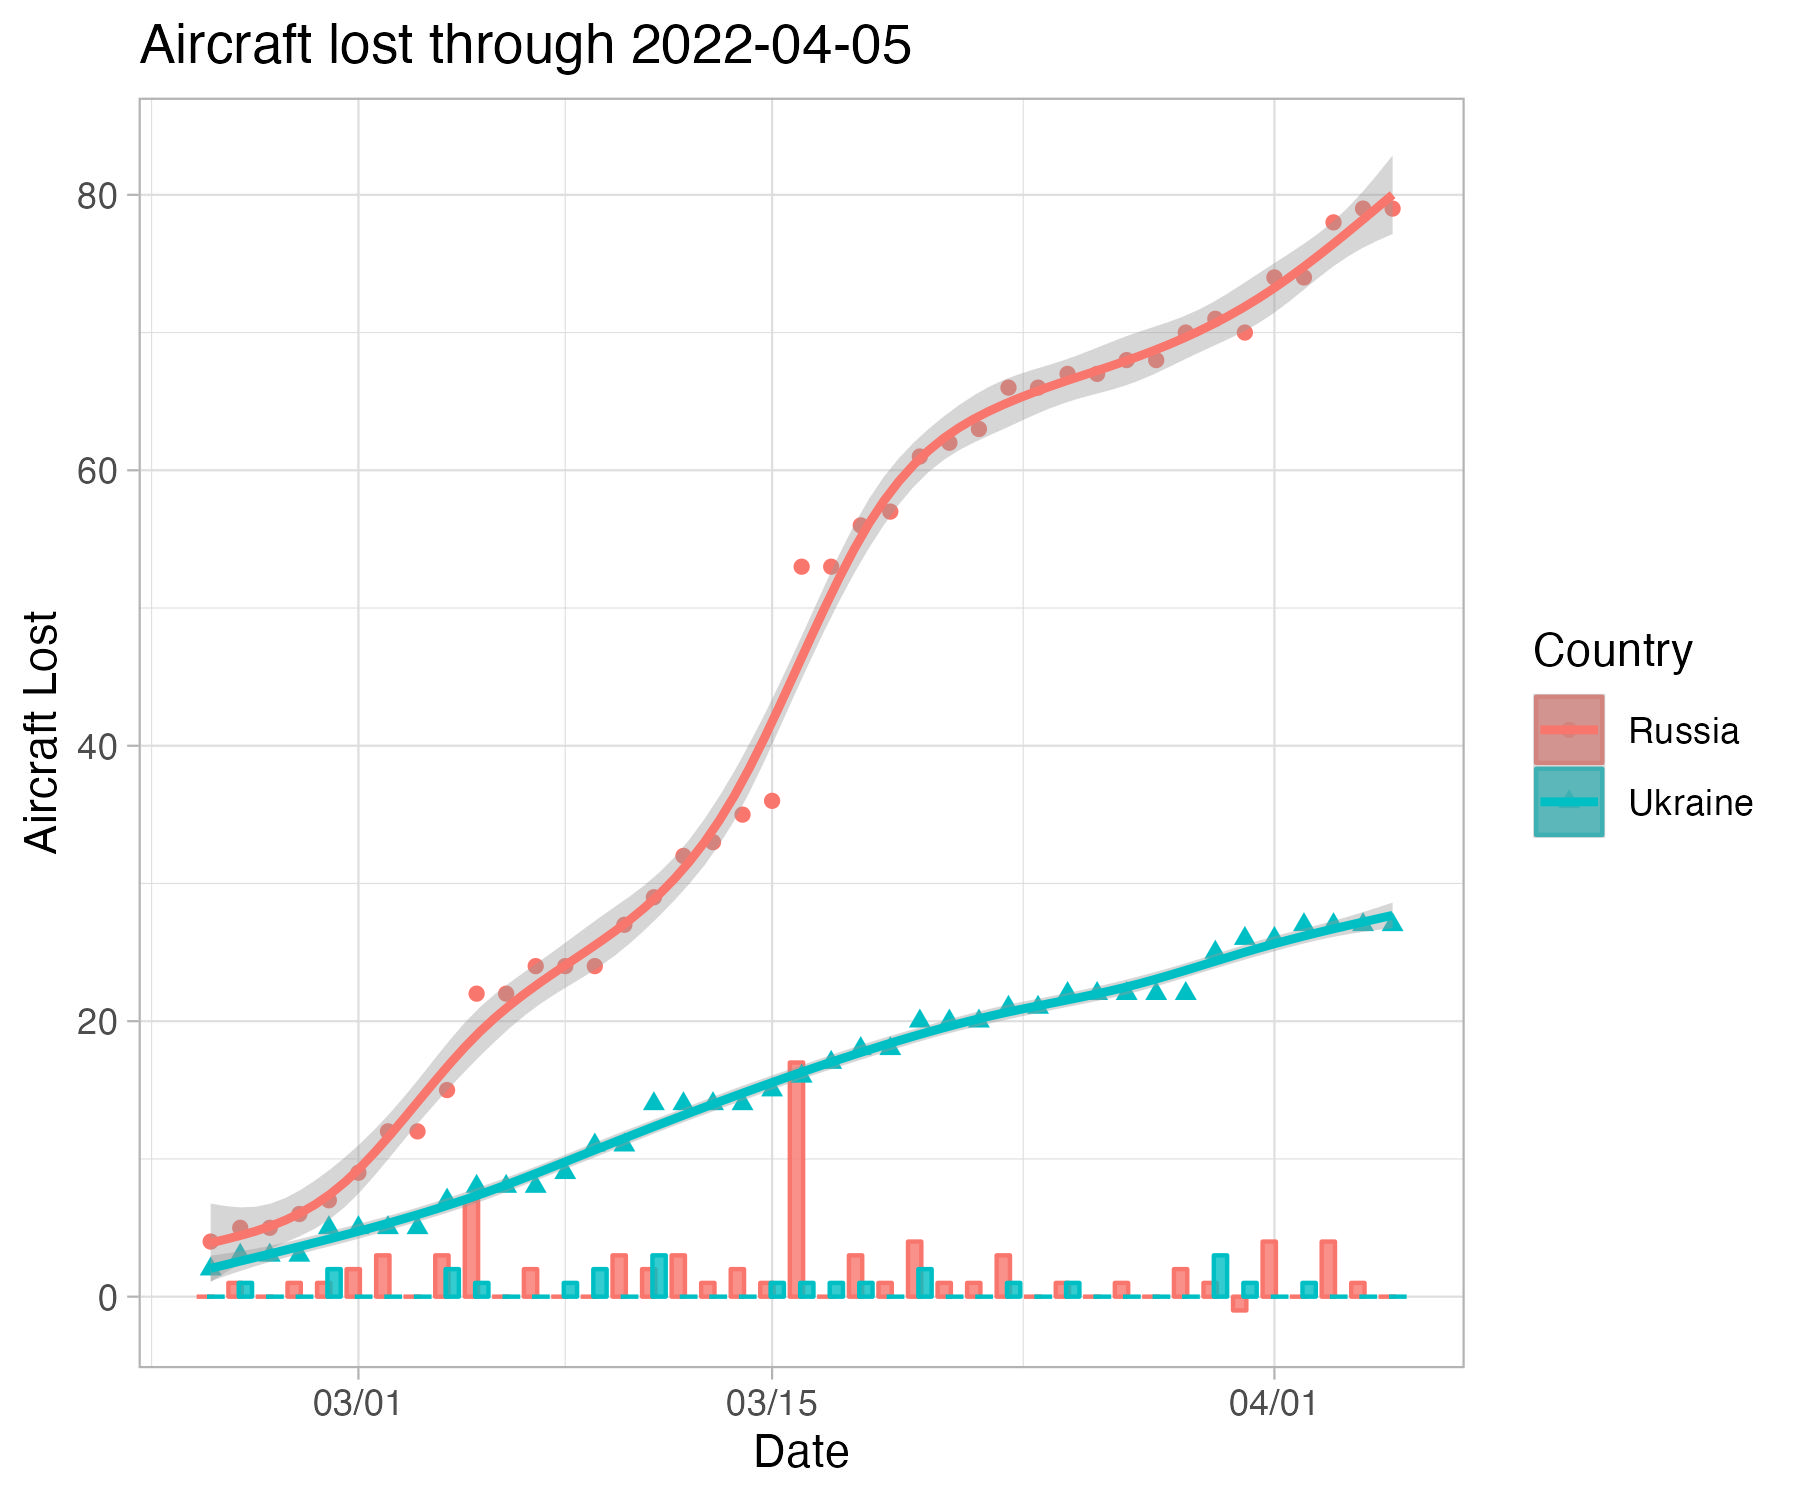 Aircraft lost through 2022-04-05
Aircraft Lost
80
60
40
20
0
03/01
03/15
04/01
Date
Country
Russia
Ukraine